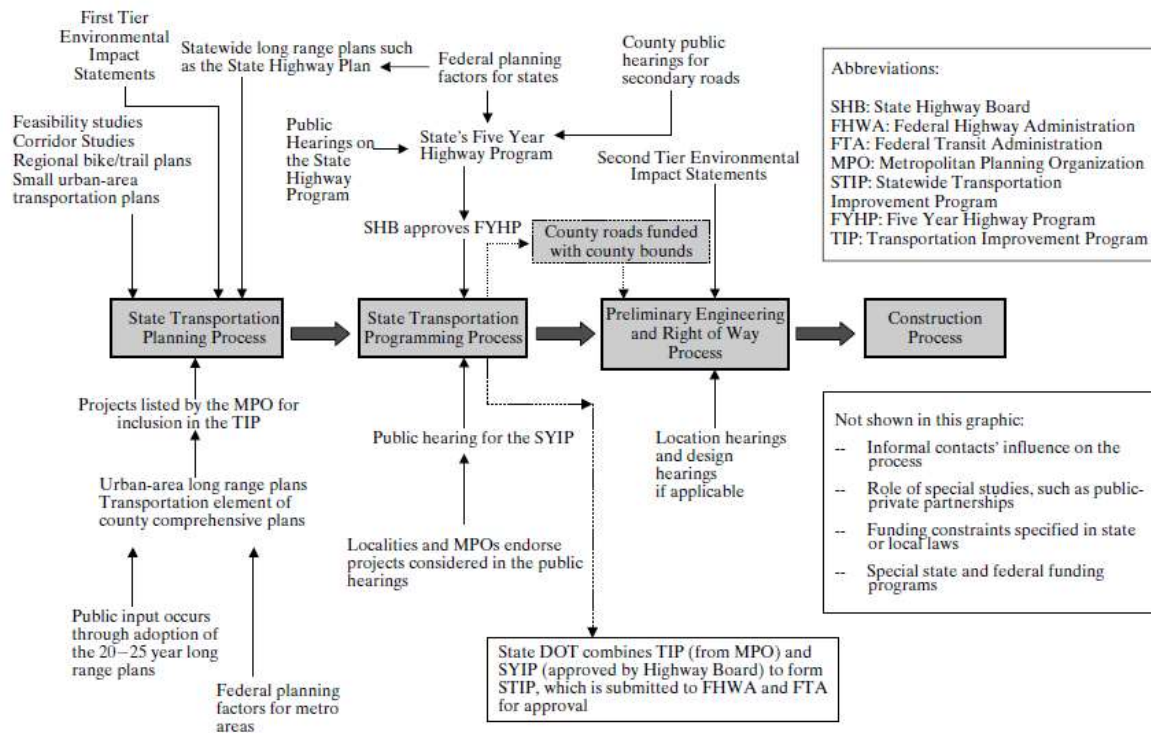 First Tier
Environmental
Impact
Statements
Statewide long range plans such
as the State Highway Plan
Federal planning
factors for states
County public
hearings for
secondary roads
Feasibility studies
Corridor Studies
Regional bike/trail plans
Small urban-area
transportation plans
Public
Hearings on
the State
Highway
Program
State's Five Year
Highway Program
Second Tier Environmental
Impact Statements
SHB approves FYHP
County roads funded
with county bounds
Abbreviations:
SHB: State Highway Board
FHWA: Federal Highway Administration
FTA: Federal Transit Administration
MPO: Metropolitan Planning Organization
STIP: Statewide Transportation
Improvement Program
FYHP: Five Year Highway Program
TIP: Transportation Improvement Program
State Transportation
Planning Process
State Transportation
Programming Process
Preliminary Engineering
and Right of Way
Process
Construction
Process
Projects listed by the MPO for
inclusion in the TIP
Urban-area long range plans
Transportation element of
county comprehensive plans
Public input occurs
through adoption of
the 20−25 year long
range plans
Federal planning
factors for metro
areas
Public hearing for the SYIP
Localities and MPOs endorse
projects considered in the public
hearings
Location hearings
and design
hearings
if applicable
State DOT combines TIP (from MPO) and
SYIP (approved by Highway Board) to form
STIP, which is submitted to FHWA and FTA
for approval
Not shown in this graphic:
-- Informal contacts' influence on the
process
-- Role of special studies, such as public-
private partnerships
-- Funding constraints specified in state
or local laws
-- Special state and federal funding
programs